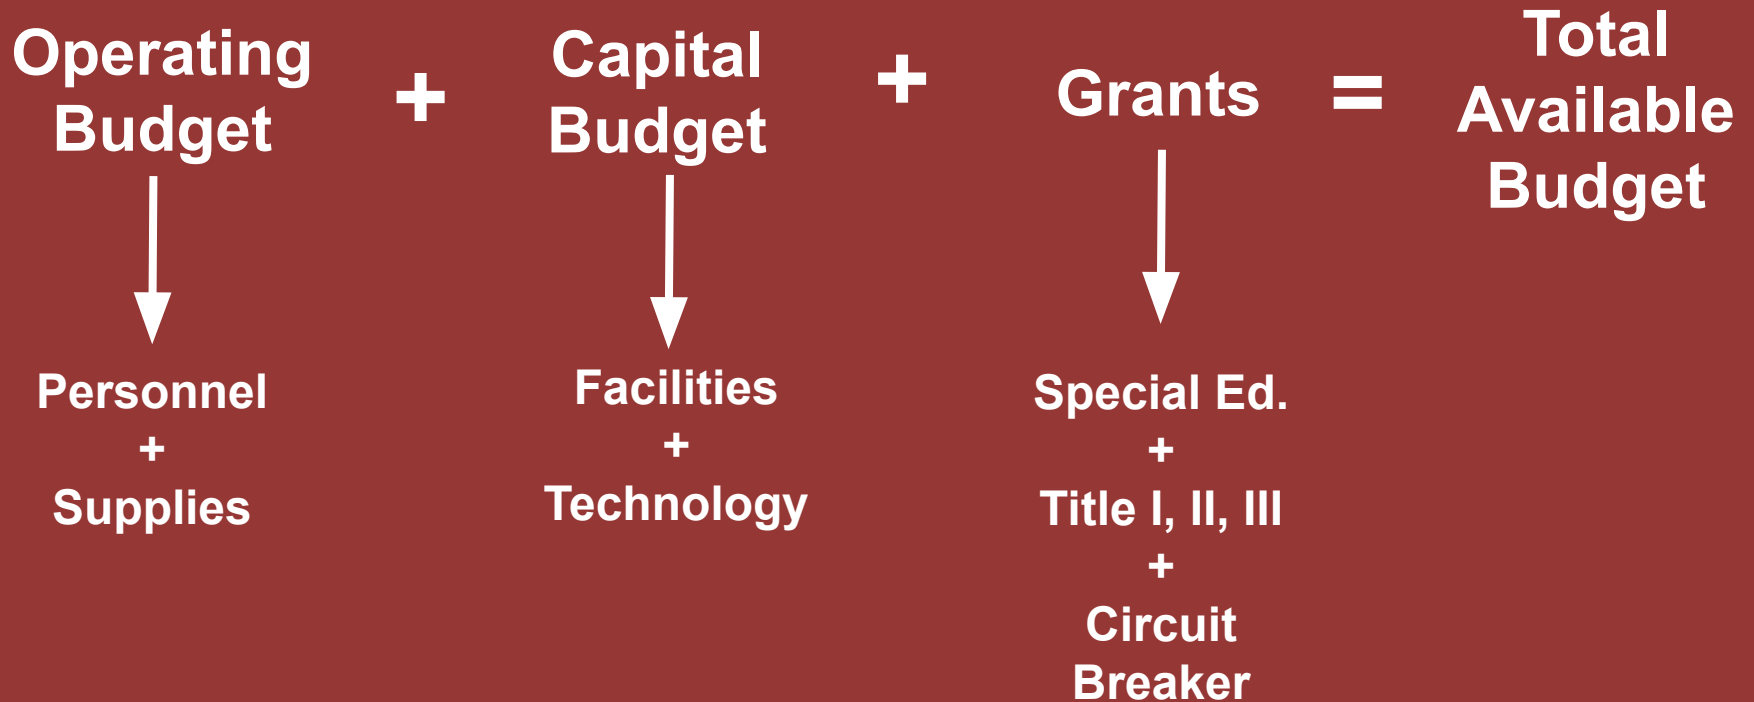 Operating
Budget
+
Capital
Budget
+
Grants
=
Total
Available
Budget
Personnel
+
Supplies
Facilities
+
Technology
Special Ed.
+
Title I, II, III
+
Circuit
Breaker